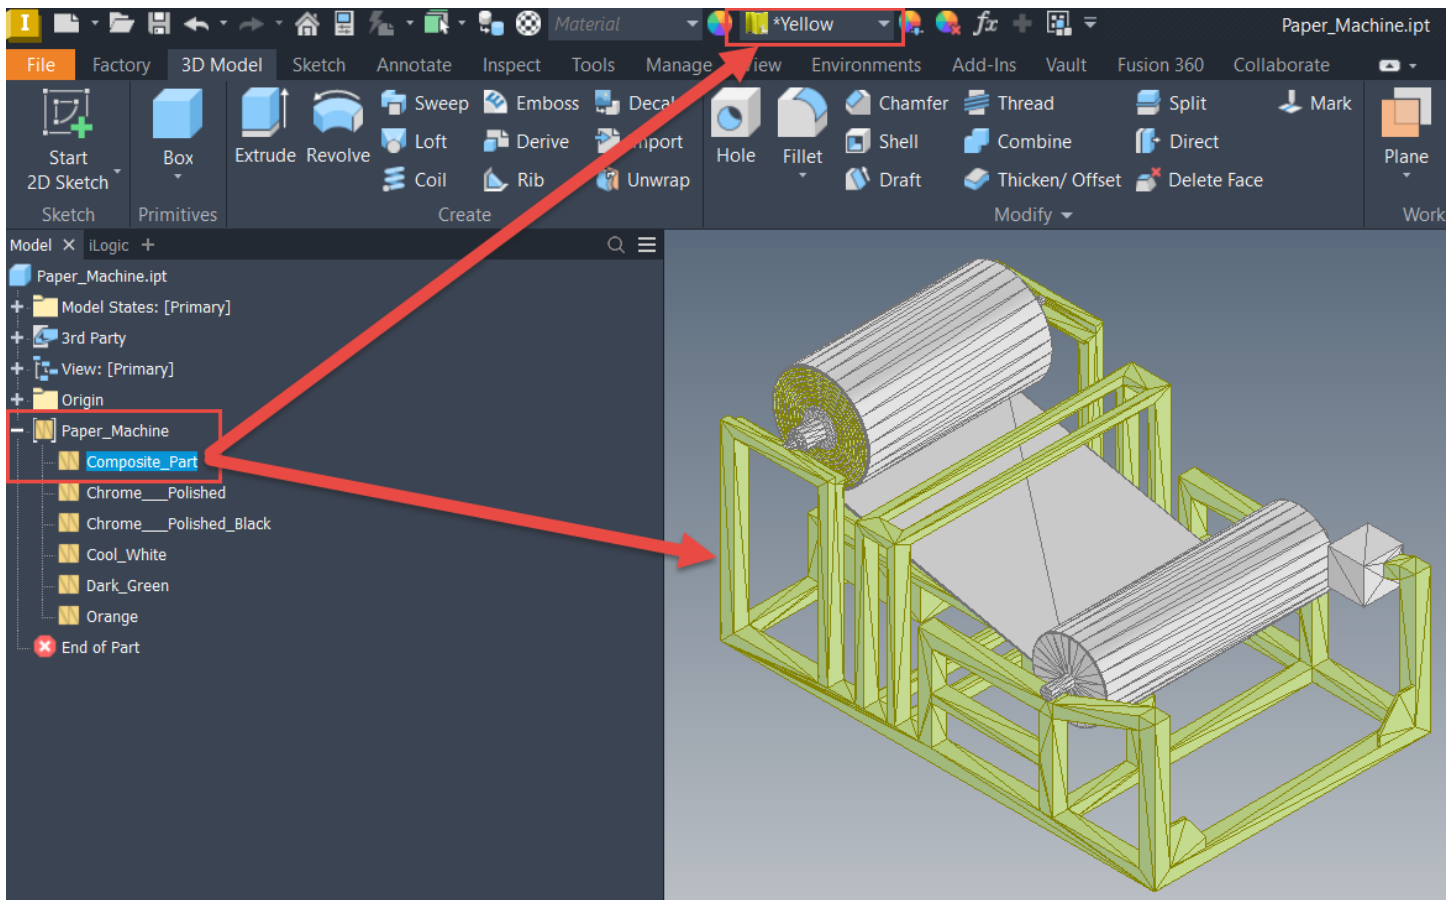 I
Material
*Yellow
fx
Paper_Machine.ipt
File Factory 3D Model Sketch Annotate Inspect Tools Manage View Environments Add-Ins Vault Fusion 360 Collaborate
Sweep Emboss Decal Chamfer Thread Split Mark
Start 2D Sketch Box Extrude Revolve Loft Derive Import Hole Fillet Shell Combine Direct Plane
Coil Rib Unwrap Draft Thicken/ Offset Delete Face
Sketch Primitives Create Modify Work
Model iLogic
Paper_Machine.ipt
Model States: [Primary]
3rd Party
View: [Primary]
Origin
Paper_Machine
Composite_Part
Chrome___Polished
Chrome___Polished_Black
Cool_White
Dark_Green
Orange
End of Part